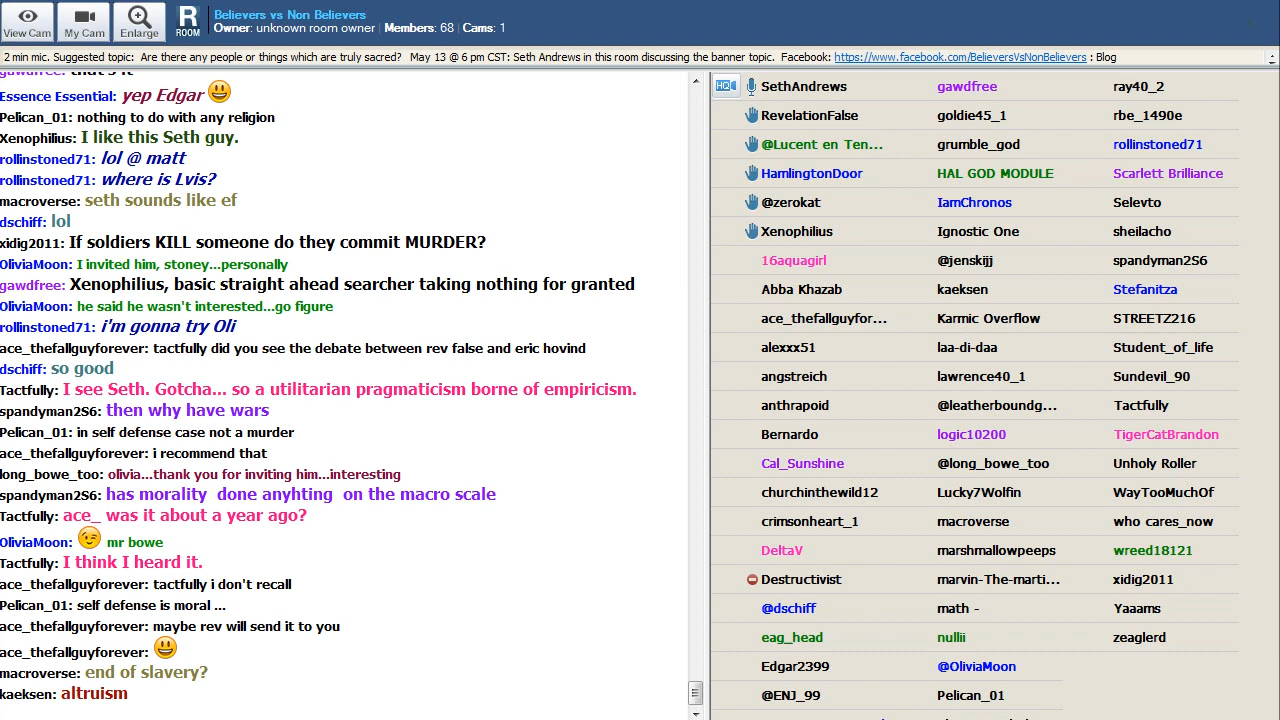 View Cam
My Cam
Enlarge
R
ROOM
Believers vs Non Believers
Owner: unknown room owner | Members: 68 | Cams: 1
2 min mic. Suggested topic: Are there any people or things which are truly sacred? May 13 @ 6 pm CST: Seth Andrews in this room discussing the banner topic. Facebook: https://www.facebook.com/BelieversVsNonBelievers : Blog
gawdfree: that's it
Essence Essential: yep Edgar
Pelican_01: nothing to do with any religion
Xenophilius: I like this Seth guy.
rollinstoned71: lol @ matt
rollinstoned71: where is Lvis?
macroverse: seth sounds like ef
dschiff: lol
xidig2011: If soldiers KILL someone do they commit MURDER?
OliviaMoon: I invited him, stoney...personally
gawdfree: Xenophilius, basic straight ahead searcher taking nothing for granted
OliviaMoon: he said he wasn't interested...go figure
rollinstoned71: i'm gonna try Oli
ace_thefallguyforever: tactfully did you see the debate between rev false and eric hovind
dschiff: so good
Tactfully: I see Seth. Gotcha... so a utilitarian pragmaticism borne of empiricism.
spandyman2S6: then why have wars
Pelican_01: in self defense case not a murder
ace_thefallguyforever: i recommend that
long_bowe_too: olivia...thank you for inviting him...interesting
spandyman2S6: has morality done anyhting on the macro scale
Tactfully: ace_ was it about a year ago?
OliviaMoon: mr bowe
Tactfully: I think I heard it.
ace_thefallguyforever: tactfully i don't recall
Pelican_01: self defense is moral ...
ace_thefallguyforever: maybe rev will send it to you
ace_thefallguyforever:
macroverse: end of slavery?
kaeksen: altruism
HQ
SethAndrews gawdfree ray40_2
RevelationFalse goldie45_1 rbe_1490e
@Lucent en Ten... grumble_god rollinstoned71
HamlingtonDoor HAL GOD MODULE Scarlett Brilliance
@zerokat IamChronos Selevto
Xenophilius Ignostic One sheilacho
16aquagirl @jenskijj spandyman2S6
Abba Khazab kaeksen Stefanitza
ace_thefallguyfor... Karmic Overflow STREETZ216
alexxx51 laa-di-daa Student_of_life
angstreich lawrence40_1 Sundevil_90
anthrapoid @leatherboundg... Tactfully
Bernardo logic10200 TigerCatBrandon
Cal_Sunshine @long_bowe_too Unholy Roller
churchinthewild12 Lucky7Wolfin WayTooMuchOf
crimsonheart_1 macroverse who cares_now
DeltaV marshmallowpeeps wreed18121
Destructivist marvin-The-marti... xidig2011
@dschiff math - Yaaams
eag_head nullii zeaglerd
Edgar2399 @OliviaMoon
@ENJ_99 Pelican_01